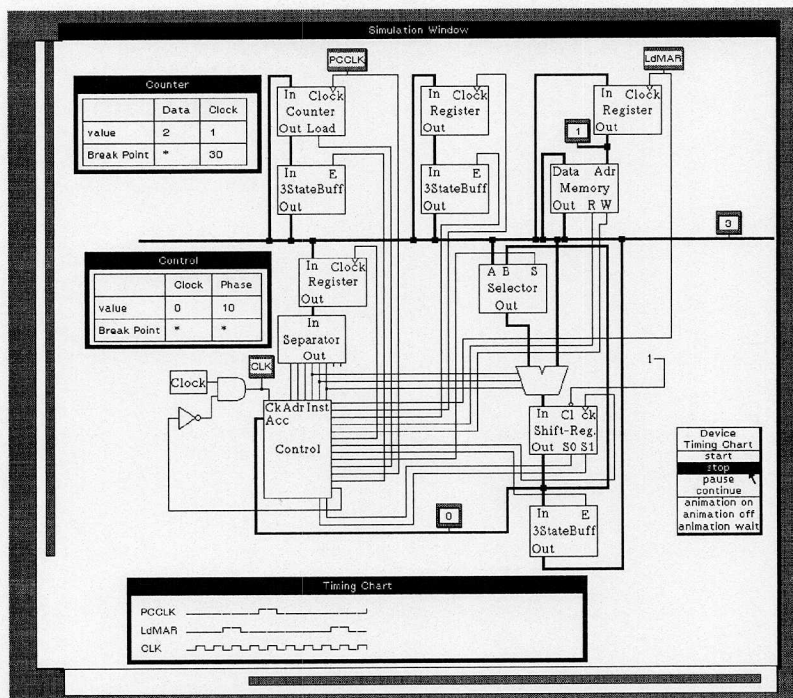 Simulation Window
PCCLK
LdMAR
Counter
Data Clock
value 2 1
Break Point * 30
In Clock
Counter
Out Load
In Clock
Register
Out
In Clock
Register
Out
1
In E
3StateBuff
Out
In E
3StateBuff
Out
Data Adr
Memory
Out R W
3
Control
Clock Phase
value 0 10
Break Point * *
In Clock
Register
Out
A B S
Selector
Out
In
Separator
Out
CLK
Clock
1
Ck Adr Inst
Acc
Control
In Cl ck
Shift-Reg.
Out S0 S1
Device
Timing Chart
start
stop
pause
continue
animation on
animation off
animation wait
0
In E
3StateBuff
Out
Timing Chart
PCCLK
LdMAR
CLK